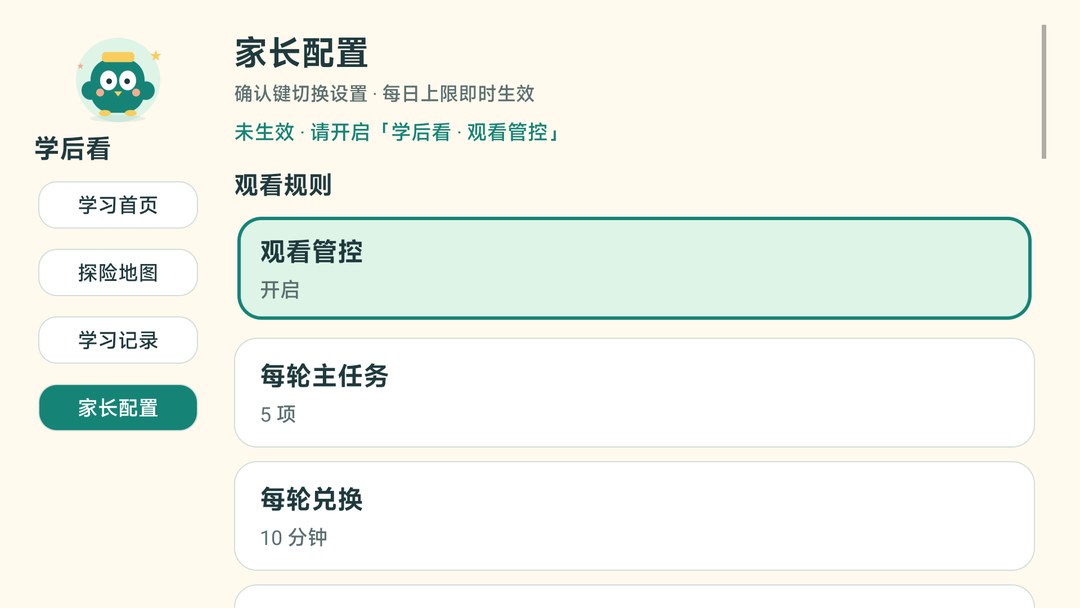 学后看
学习首页
探险地图
学习记录
家长配置
家长配置
确认键切换设置 · 每日上限即时生效
未生效 · 请开启「学后看 · 观看管控」
观看规则
观看管控
开启
每轮主任务
5 项
每轮兑换
10 分钟